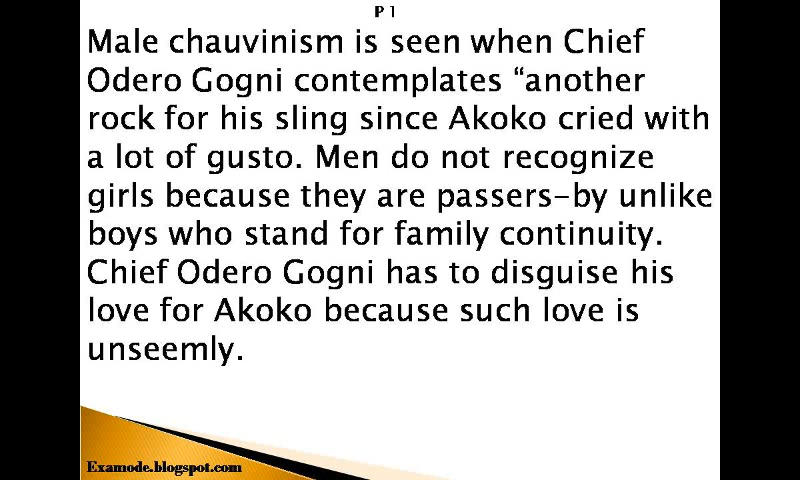 P 1
Male chauvinism is seen when Chief
Odero Gogni contemplates “another
rock for his sling since Akoko cried with
a lot of gusto. Men do not recognize
girls because they are passers-by unlike
boys who stand for family continuity.
Chief Odero Gogni has to disguise his
love for Akoko because such love is
unseemly.
Examode.blogspot.com